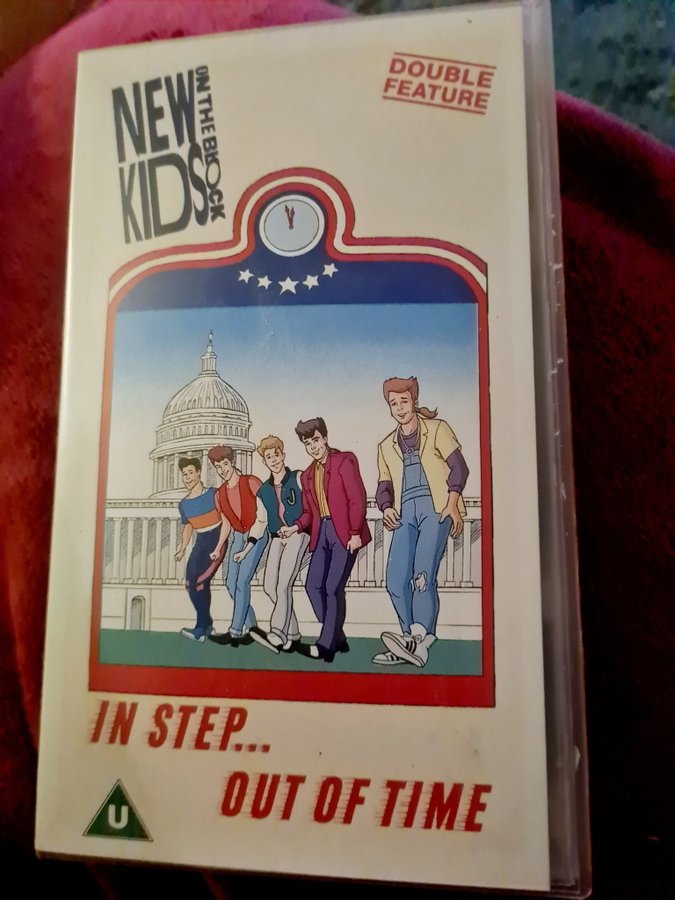 NEW
KIDS
ON THE BLOCK
DOUBLE
FEATURE
J
IN STEP...
OUT OF TIME
U